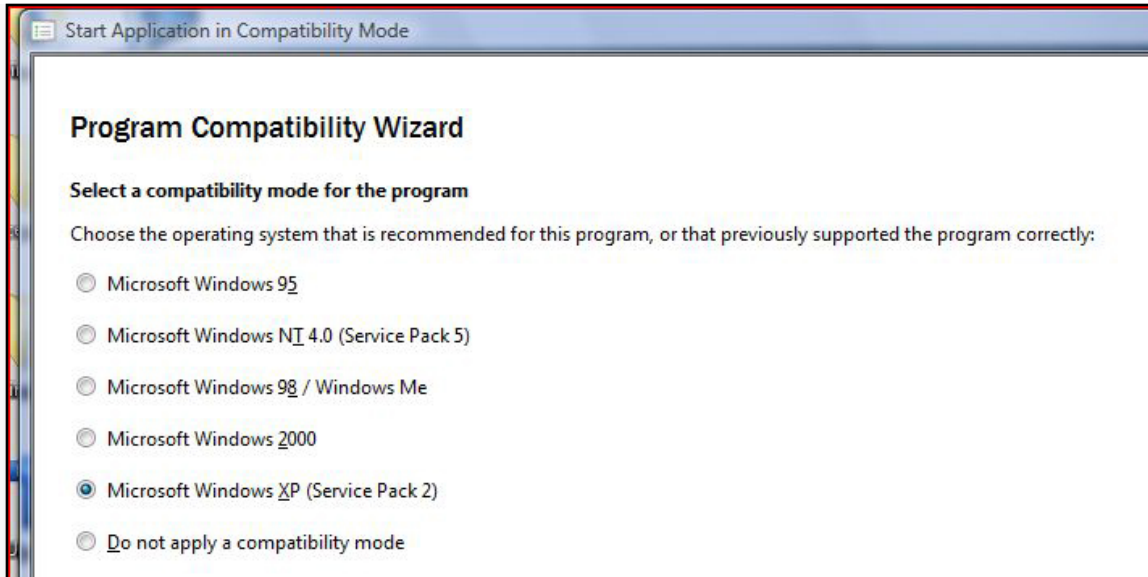 Start Application in Compatibility Mode
Program Compatibility Wizard
Select a compatibility mode for the program
Choose the operating system that is recommended for this program, or that previously supported the program correctly:
Microsoft Windows 95
Microsoft Windows NT 4.0 (Service Pack 5)
Microsoft Windows 98 / Windows Me
Microsoft Windows 2000
Microsoft Windows XP (Service Pack 2)
Do not apply a compatibility mode